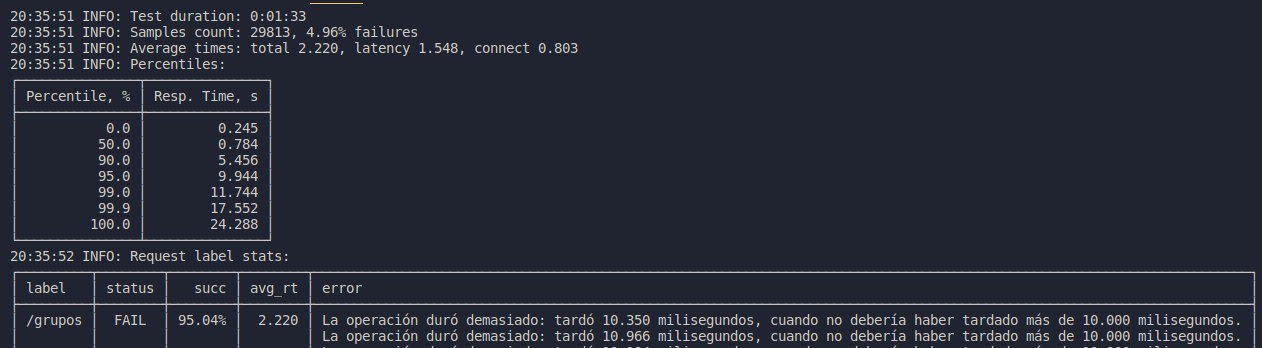 20:35:51 INFO: Test duration: 0:01:33
20:35:51 INFO: Samples count: 29813, 4.96% failures
20:35:51 INFO: Average times: total 2.220, latency 1.548, connect 0.803
20:35:51 INFO: Percentiles:
Percentile, % Resp. Time, s
0.0 0.245
50.0 0.784
90.0 5.456
95.0 9.944
99.0 11.744
99.9 17.552
100.0 24.288
20:35:52 INFO: Request label stats:
label status succ avg_rt error
/grupos FAIL 95.04% 2.220 La operación duró demasiado: tardó 10.350 milisegundos, cuando no debería haber tardado más de 10.000 milisegundos.
La operación duró demasiado: tardó 10.966 milisegundos, cuando no debería haber tardado más de 10.000 milisegundos.